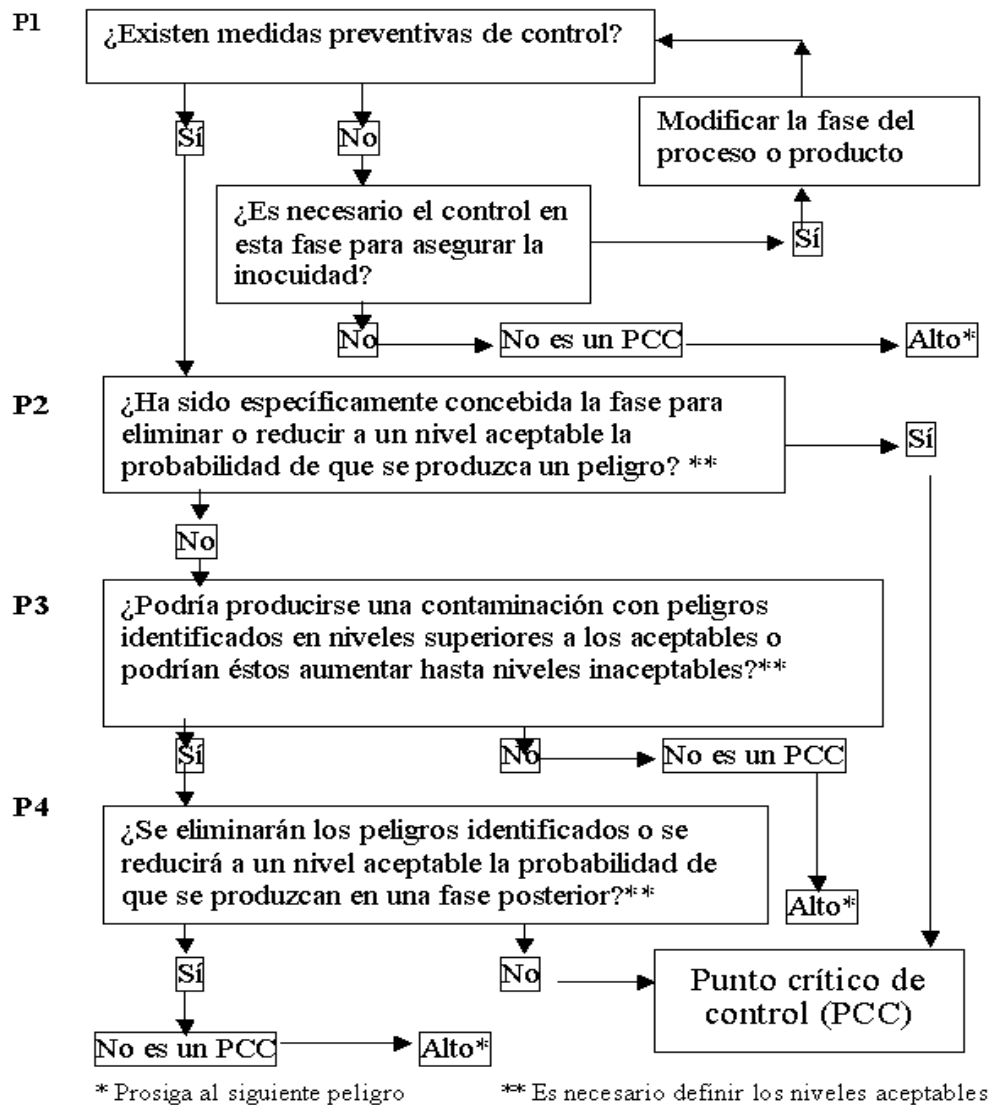 P1
¿Existen medidas preventivas de control?
Sí
No
Modificar la fase del
proceso o producto
¿Es necesario el control en
esta fase para asegurar la
inocuidad?
Sí
No
No es un PCC
Alto*
P2
¿Ha sido específicamente concebida la fase para
eliminar o reducir a un nivel aceptable la
probabilidad de que se produzca un peligro? **
Sí
No
P3
¿Podría producirse una contaminación con peligros
identificados en niveles superiores a los aceptables o
podrían éstos aumentar hasta niveles inaceptables?**
Sí
No
No es un PCC
Alto*
P4
¿Se eliminarán los peligros identificados o se
reducirá a un nivel aceptable la probabilidad de
que se produzcan en una fase posterior?**
Sí
No
Punto crítico de
control (PCC)
No es un PCC
Alto*
* Prosiga al siguiente peligro
** Es necesario definir los niveles aceptables